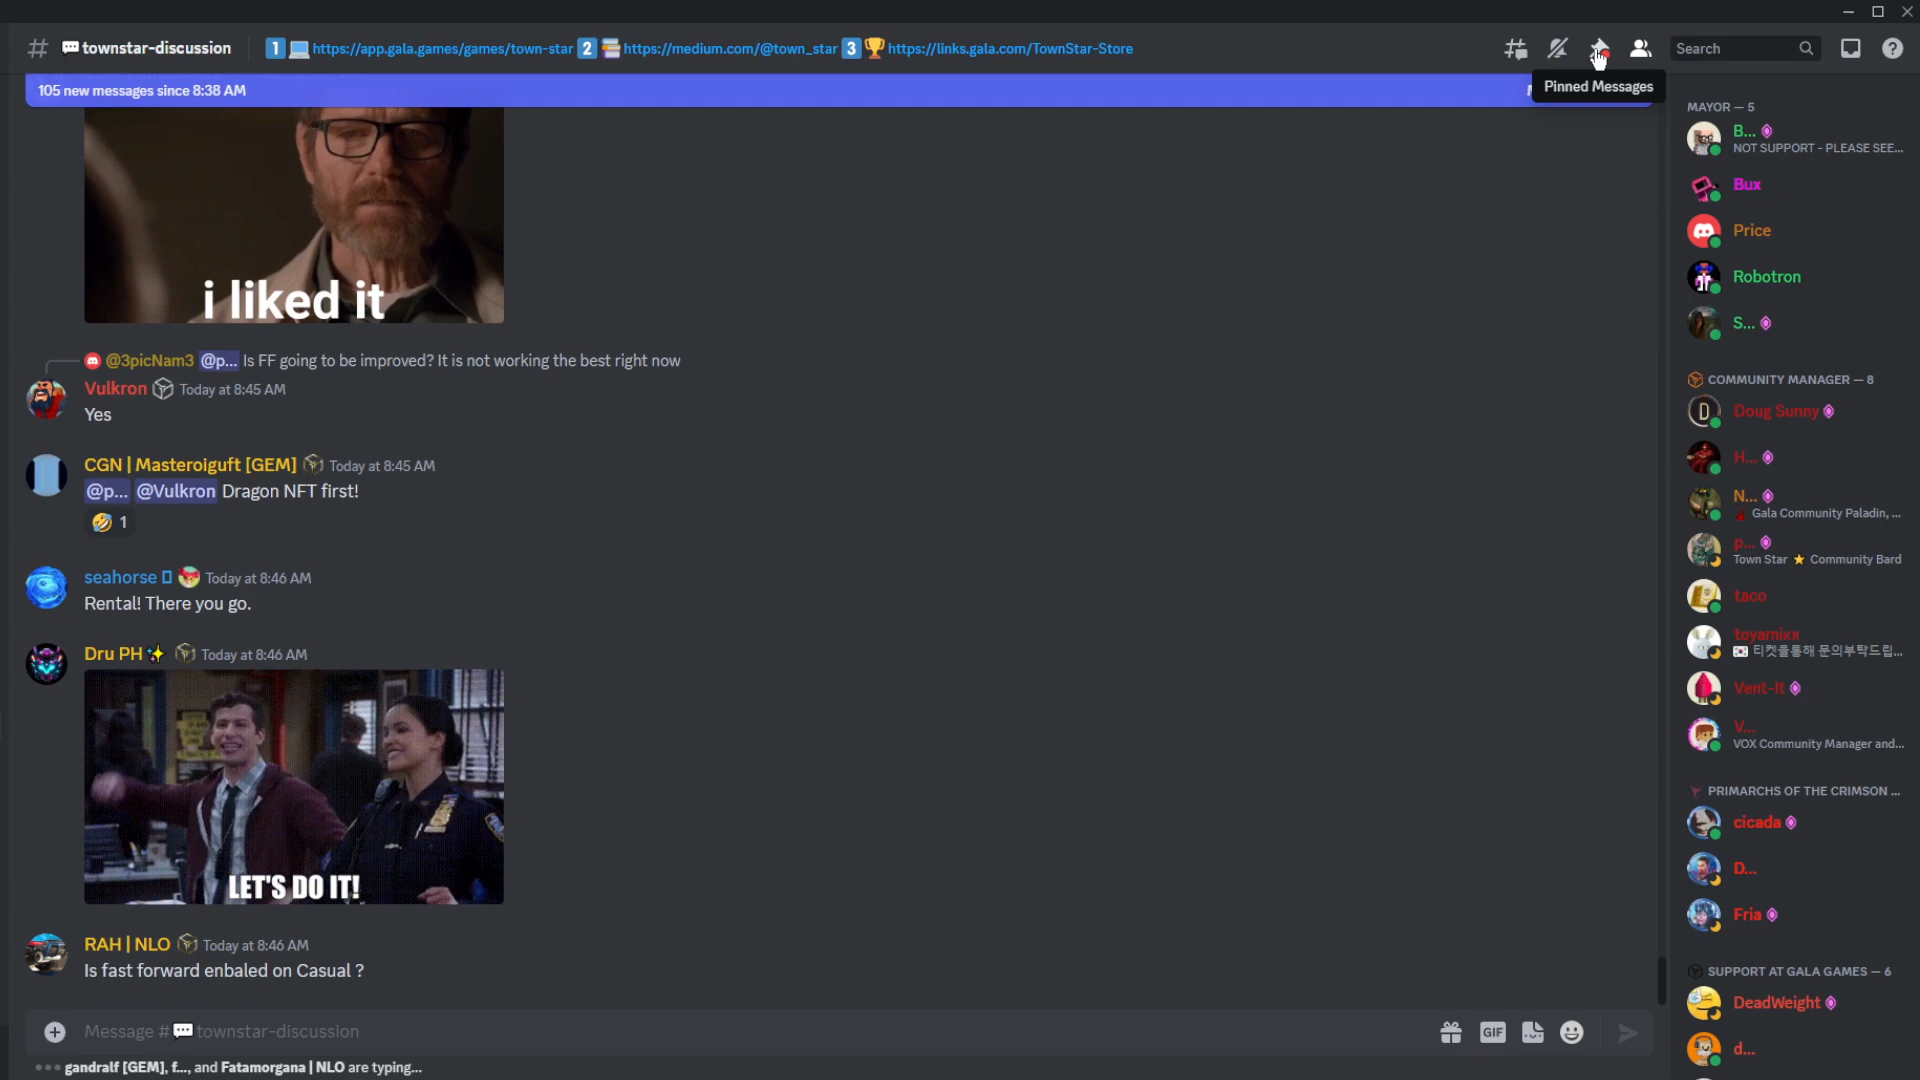 # 💬townstar-discussion 1️⃣💻https://app.gala.games/games/town-star 2️⃣📚https://medium.com/@town_star 3️⃣🏆https://links.gala.com/TownStar-Store
Search
105 new messages since 8:38 AM
Pinned Messages
i liked it
@3picNam3 @p... Is FF going to be improved? It is not working the best right now
Vulkron Today at 8:45 AM
Yes
CGN | Masteroiguft [GEM] Today at 8:45 AM
@p... @Vulkron Dragon NFT first!
🤣 1
seahorse Today at 8:46 AM
Rental! There you go.
Dru PH✨ Today at 8:46 AM
LET'S DO IT!
RAH | NLO Today at 8:46 AM
Is fast forward enbaled on Casual ?
Message #💬townstar-discussion
GIF
gandralf [GEM], f..., and Fatamorgana | NLO are typing...
MAYOR — 5
B...
NOT SUPPORT - PLEASE SEE...
Bux
Price
Robotron
S...
COMMUNITY MANAGER — 8
D
Doug Sunny
H...
N...
Gala Community Paladin, ...
p...
Town Star ⭐ Community Bard
taco
toyamikя
🇰🇷 티켓을통해 문의부탁드립...
Vent-It
V...
VOX Community Manager and...
PRIMARCHS OF THE CRIMSON ...
cicada
D...
Fria
SUPPORT AT GALA GAMES — 6
DeadWeight
d...